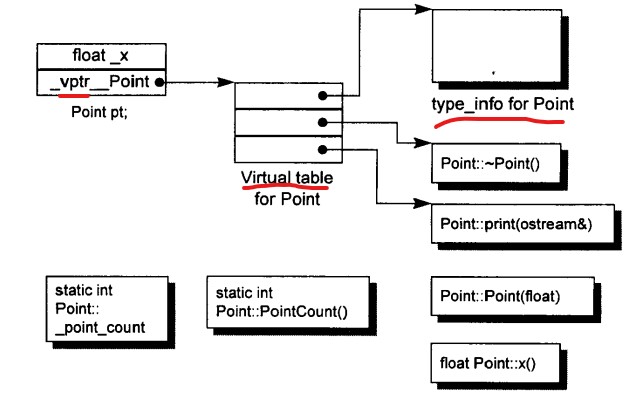 float _x
_vptr__Point
Point pt;
type_info for Point
Virtual table
for Point
Point::~Point()
Point::print(ostream&)
static int
Point::
_point_count
static int
Point::PointCount()
Point::Point(float)
float Point::x()